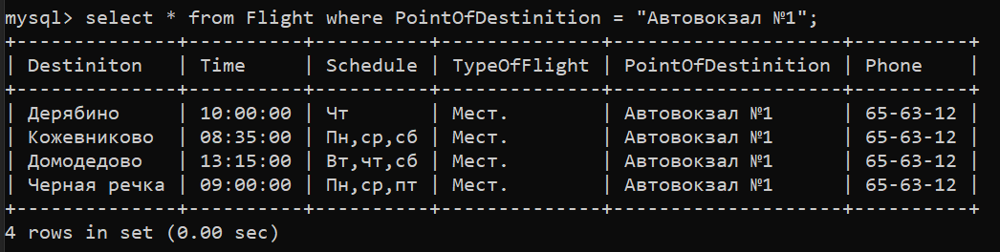 mysql> select * from Flight where PointOfDestinition = "Автовокзал №1";
+--------------+----------+----------+--------------+--------------------+----------+
| Destiniton   | Time     | Schedule | TypeOfFlight | PointOfDestinition | Phone    |
+--------------+----------+----------+--------------+--------------------+----------+
| Дерябино     | 10:00:00 | Чт       | Мест.        | Автовокзал №1      | 65-63-12 |
| Кожевниково  | 08:35:00 | Пн,ср,сб | Мест.        | Автовокзал №1      | 65-63-12 |
| Домодедово   | 13:15:00 | Вт,чт,сб | Мест.        | Автовокзал №1      | 65-63-12 |
| Черная речка | 09:00:00 | Пн,ср,пт | Мест.        | Автовокзал №1      | 65-63-12 |
+--------------+----------+----------+--------------+--------------------+----------+
4 rows in set (0.00 sec)